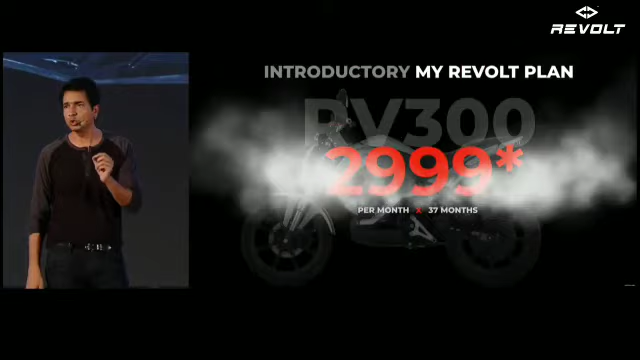 REVOLT
INTRODUCTORY MY REVOLT PLAN
RV300
2999*
PER MONTH X 37 MONTHS